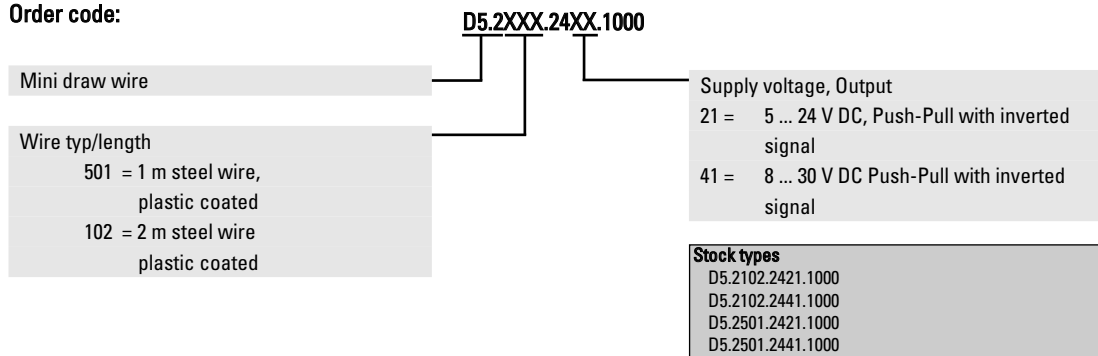 Order code:
D5.2XXX.24XX.1000
Mini draw wire
Wire typ/length
501 = 1 m steel wire,
plastic coated
102 = 2 m steel wire
plastic coated
Supply voltage, Output
21 = 5 ... 24 V DC, Push-Pull with inverted
signal
41 = 8 ... 30 V DC Push-Pull with inverted
signal
Stock types
D5.2102.2421.1000
D5.2102.2441.1000
D5.2501.2421.1000
D5.2501.2441.1000